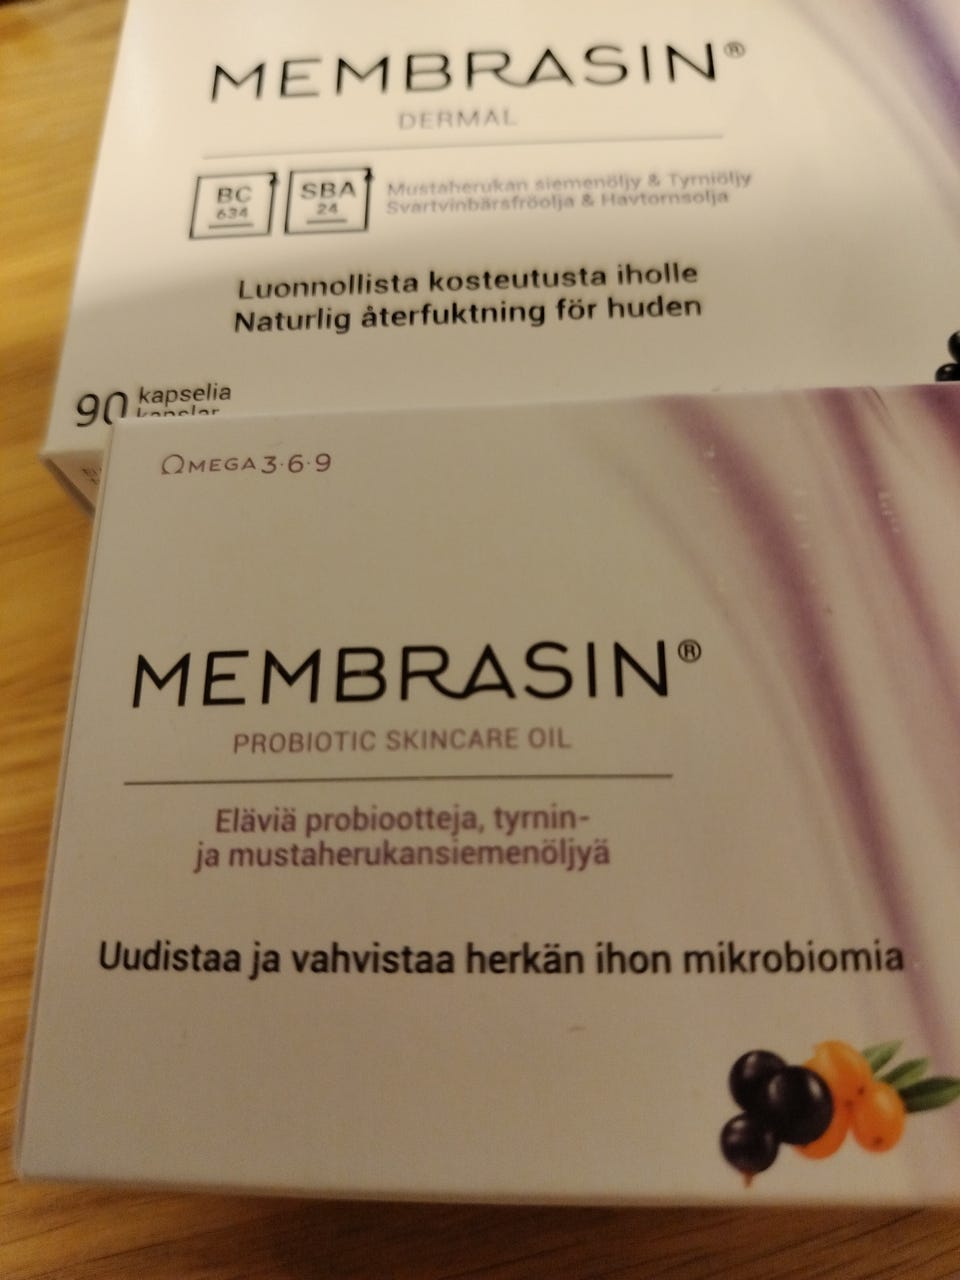 MEMBRASIN®
DERMAL
BC
634
SBA
24
Mustaherukan siemenöljy & Tyrniöljy
Svartvinbärsfröolja & Havtornsolja
Luonnollista kosteutusta iholle
Naturlig återfuktning för huden
90 kapselia
kapslar
ΩMEGA 3·6·9
MEMBRASIN®
PROBIOTIC SKINCARE OIL
Eläviä probiootteja, tyrnin-
ja mustaherukansiemenöljyä
Uudistaa ja vahvistaa herkän ihon mikrobiomia